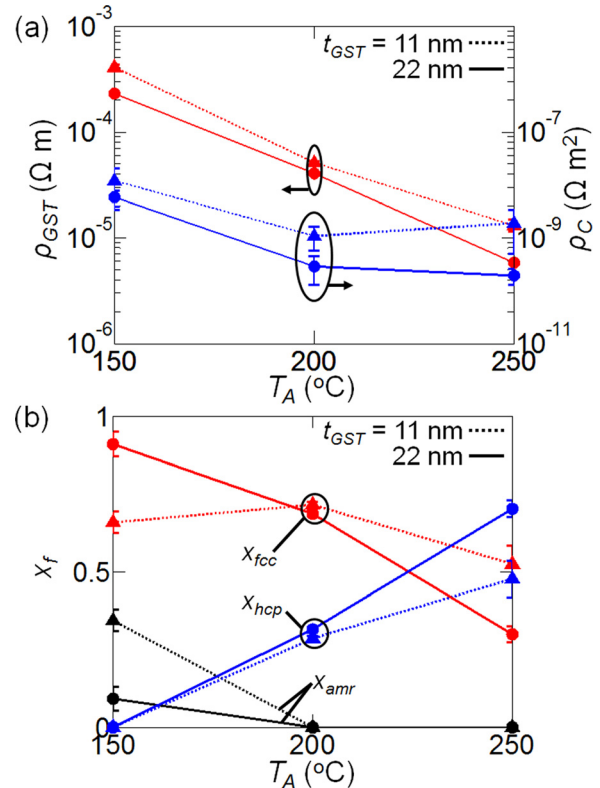 (a)
10⁻³
t_GST = 11 nm
22 nm
10⁻⁴
10⁻⁷
ρ_GST (Ω m)
ρ_C (Ω m²)
10⁻⁵
10⁻⁹
10⁻⁶
10⁻¹¹
150 200 250
T_A (°C)
(b)
1
t_GST = 11 nm
22 nm
x_fcc
0.5
x_f
x_hcp
x_amr
0
150 200 250
T_A (°C)